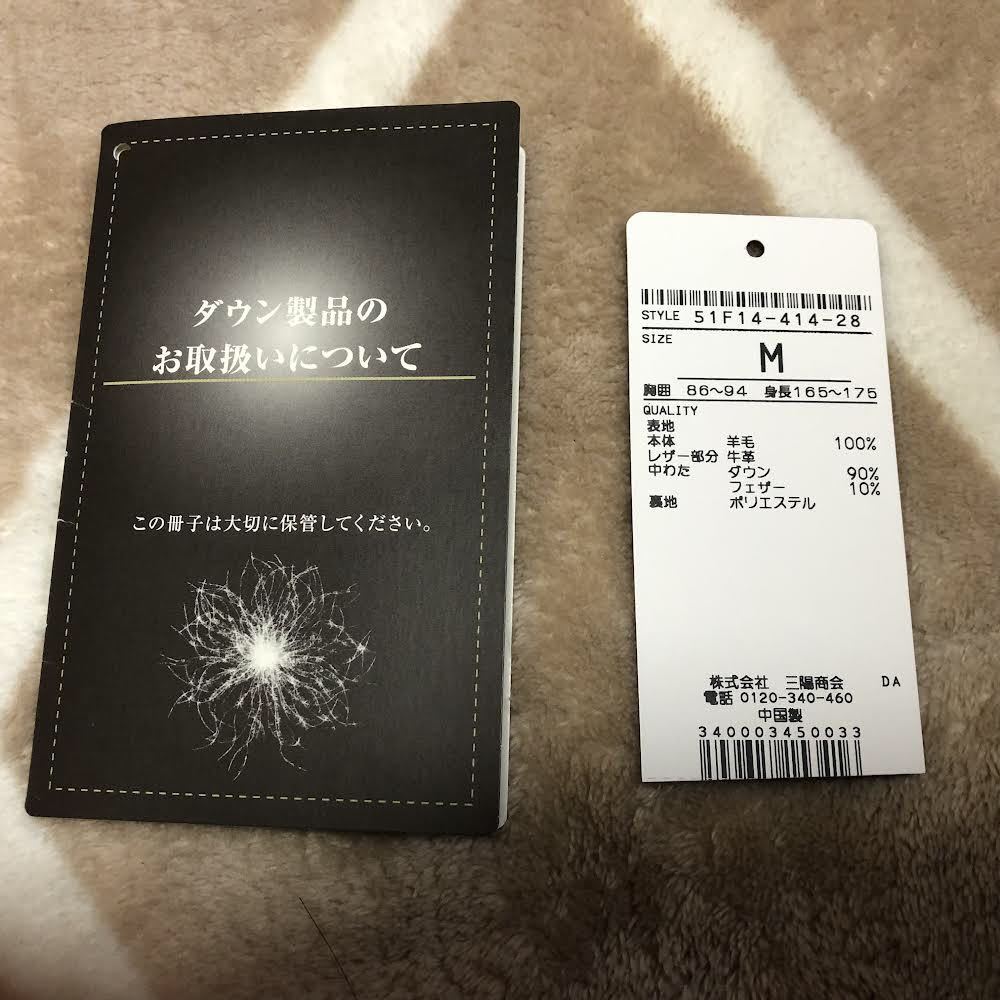 ダウン製品の
お取扱いについて
この冊子は大切に保管してください。
STYLE 51F14-414-28
SIZE
M
胸囲 86~94 身長165~175
QUALITY
表地
本体 羊毛 100%
レザー部分 牛革
中わた ダウン 90%
フェザー 10%
裏地 ポリエステル
株式会社 三陽商会 DA
電話 0120-340-460
中国製
340003450033